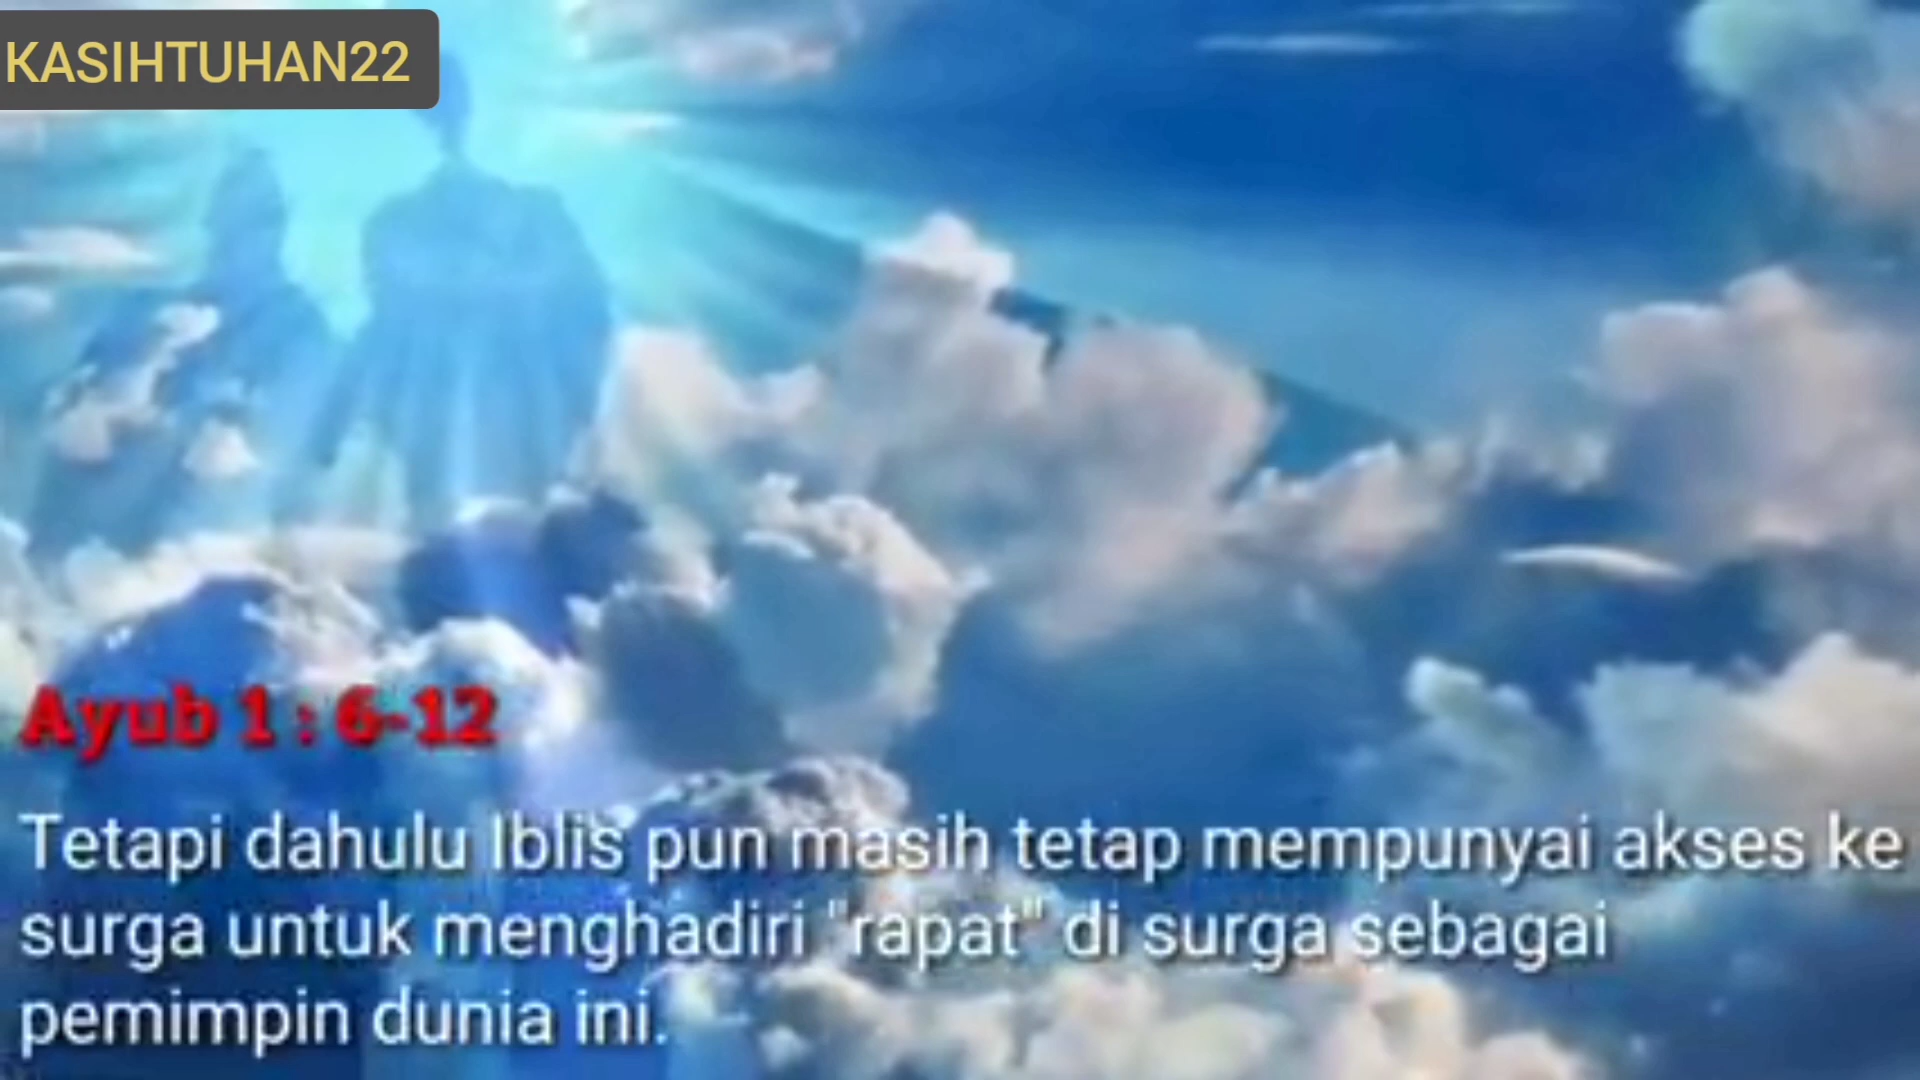 KASIHTUHAN22
Ayub 1 : 6-12
Tetapi dahulu Iblis pun masih tetap mempunyai akses ke
surga untuk menghadiri "rapat" di surga sebagai
pemimpin dunia ini.